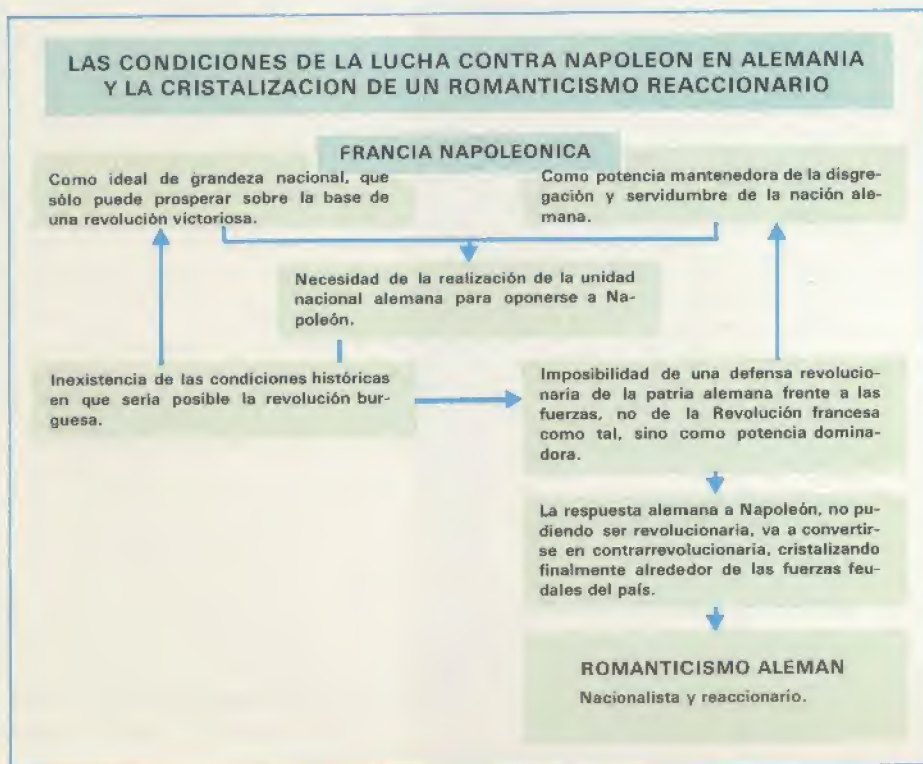 LAS CONDICIONES DE LA LUCHA CONTRA NAPOLEON EN ALEMANIA
Y LA CRISTALIZACION DE UN ROMANTICISMO REACCIONARIO
FRANCIA NAPOLEONICA
Como ideal de grandeza nacional, que
sólo puede prosperar sobre la base de
una revolución victoriosa.
Como potencia mantenedora de la disgre-
gación y servidumbre de la nación ale-
mana.
Necesidad de la realización de la unidad
nacional alemana para oponerse a Na-
poleón.
Inexistencia de las condiciones históricas
en que seria posible la revolución bur-
guesa.
Imposibilidad de una defensa revolucio-
naria de la patria alemana frente a las
fuerzas, no de la Revolución francesa
como tal, sino como potencia domina-
dora.
La respuesta alemana a Napoleón, no pu-
diendo ser revolucionaria, va a convertir-
se en contrarrevolucionaria, cristalizando
finalmente alrededor de las fuerzas feu-
dales del país.
ROMANTICISMO ALEMAN
Nacionalista y reaccionario.